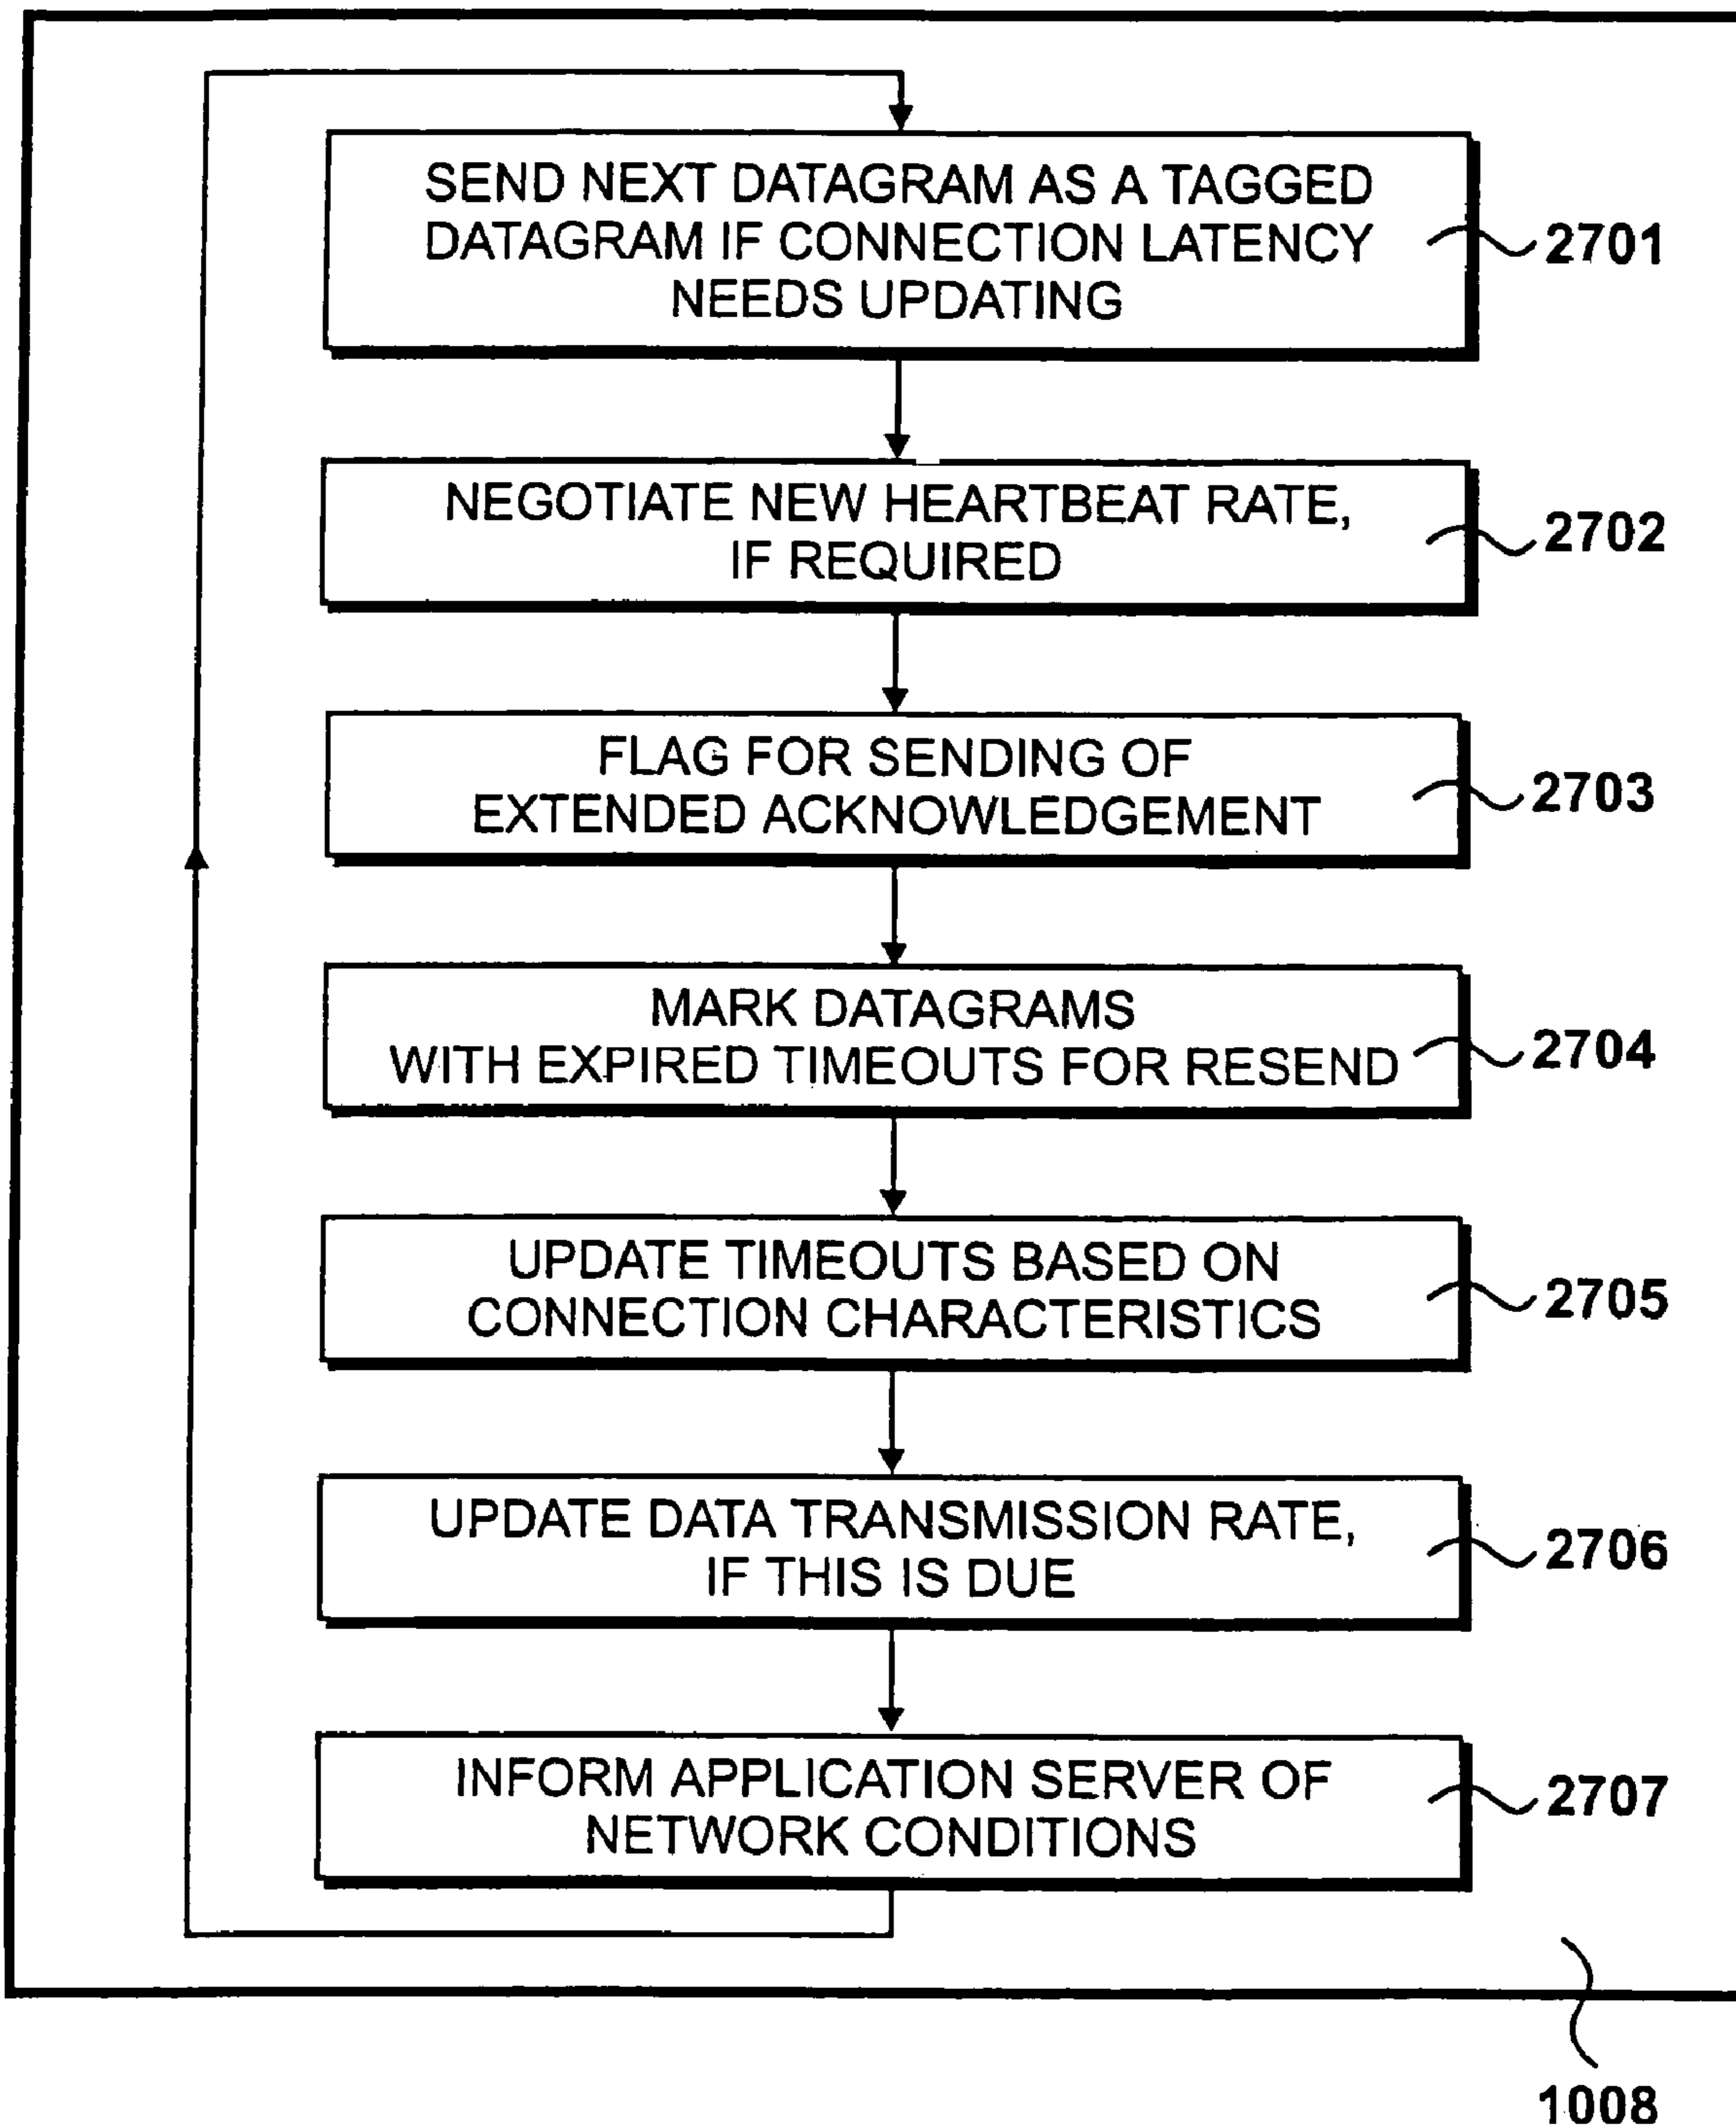 SEND NEXT DATAGRAM AS A TAGGED
DATAGRAM IF CONNECTION LATENCY
NEEDS UPDATING
2701
NEGOTIATE NEW HEARTBEAT RATE,
IF REQUIRED
2702
FLAG FOR SENDING OF
EXTENDED ACKNOWLEDGEMENT
2703
MARK DATAGRAMS
WITH EXPIRED TIMEOUTS FOR RESEND
2704
UPDATE TIMEOUTS BASED ON
CONNECTION CHARACTERISTICS
2705
UPDATE DATA TRANSMISSION RATE,
IF THIS IS DUE
2706
INFORM APPLICATION SERVER OF
NETWORK CONDITIONS
2707
1008